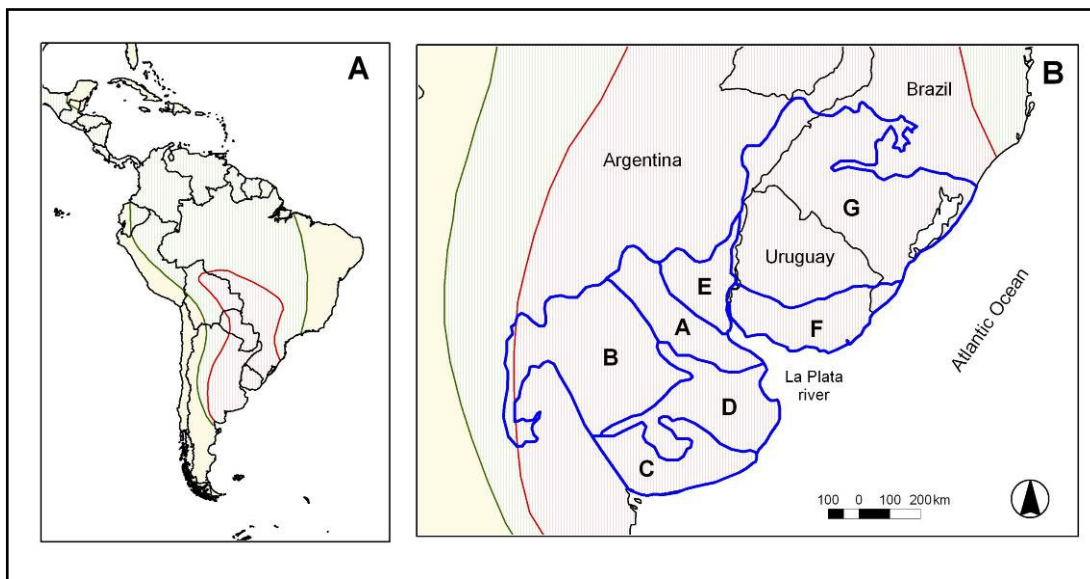 A
B
Brazil
Argentina
G
Uruguay
E
A
F
B
La Plata
river
D
C
Atlantic Ocean
100 0 100 200 km